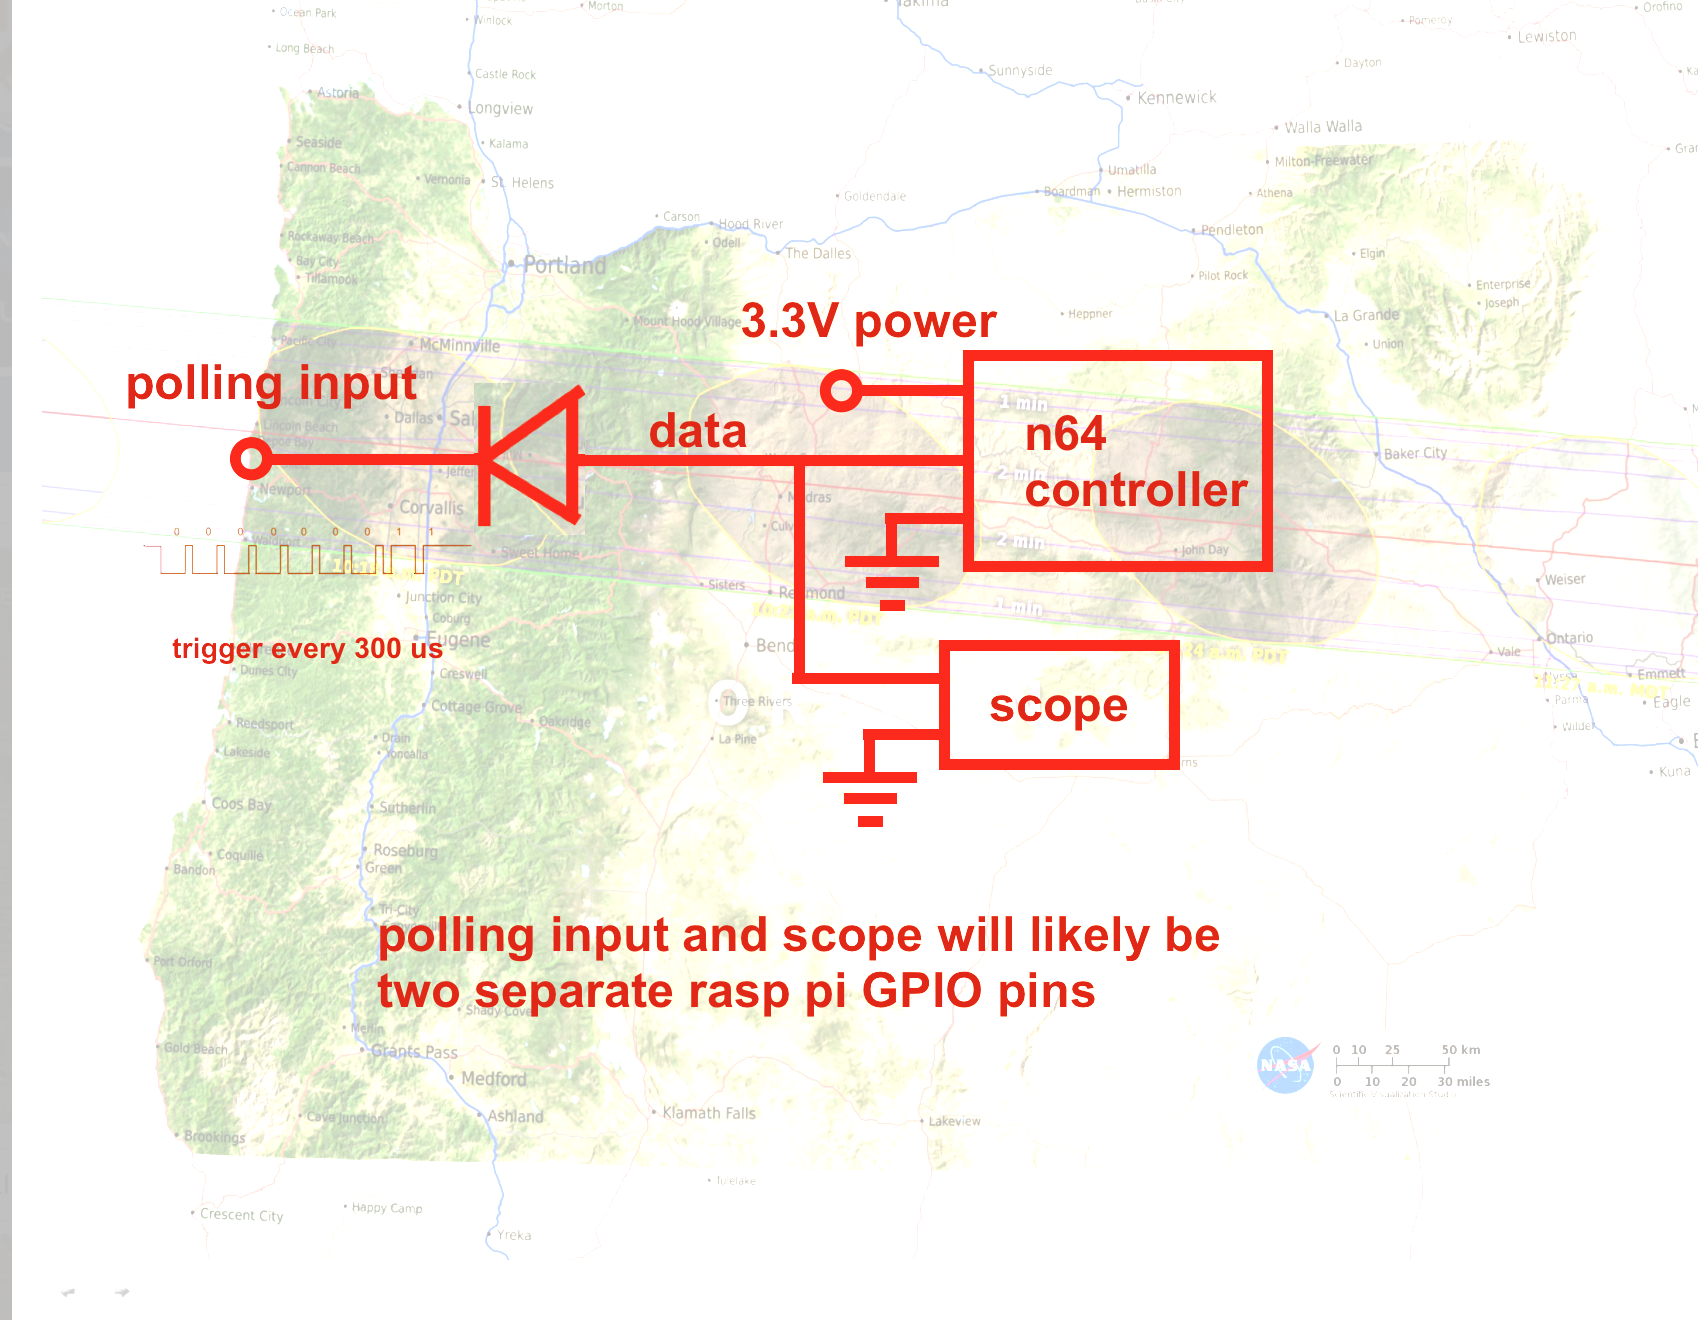 Ocean Park
Morton
Yakima
Orofino
Winlock
Pomeroy
Lewiston
Long Beach
Castle Rock
Sunnyside
Dayton
Astoria
Longview
Kennewick
Walla Walla
Seaside
Kalama
Cannon Beach
Vernonia
St. Helens
Umatilla
Milton-Freewater
Boardman
Hermiston
Athena
Goldendale
Carson
Hood River
Rockaway Beach
Odell
The Dalles
Pendleton
Bay City
Portland
Elgin
Tillamook
Pilot Rock
Enterprise
Joseph
3.3V power
Heppner
La Grande
Mount Hood Village
Pacific City
McMinnville
Union
polling input
Sheridan
1 min
Dallas
data
n64
Lincoln Beach
Baker City
2 min
controller
Newport
Madras
Corvallis
0 0 0 0 0 0 0 1 1
Waldport
Sweet Home
2 min
John Day
Sisters
Redmond
Weiser
Junction City
1 min
Coburg
Eugene
Bend
Ontario
trigger every 300 us
Vale
24 a.m. PDT
Dunes City
Creswell
Nyssa
Emmett
Three Rivers
Parma
Eagle
Cottage Grove
scope
Reedsport
Oakridge
Wilder
Lakeside
Drain
Yoncalla
La Pine
Kuna
Coos Bay
Sutherlin
Coquille
Roseburg
Bandon
Green
Tri-City
polling input and scope will likely be
Port Orford
two separate rasp pi GPIO pins
Shady Cove
Merlin
Gold Beach
Grants Pass
NASA
0 10 25 50 km
0 10 20 30 miles
Scientific Visualization Studio
Medford
Cave Junction
Ashland
Klamath Falls
Lakeview
Brookings
Tulelake
Crescent City
Happy Camp
Yreka